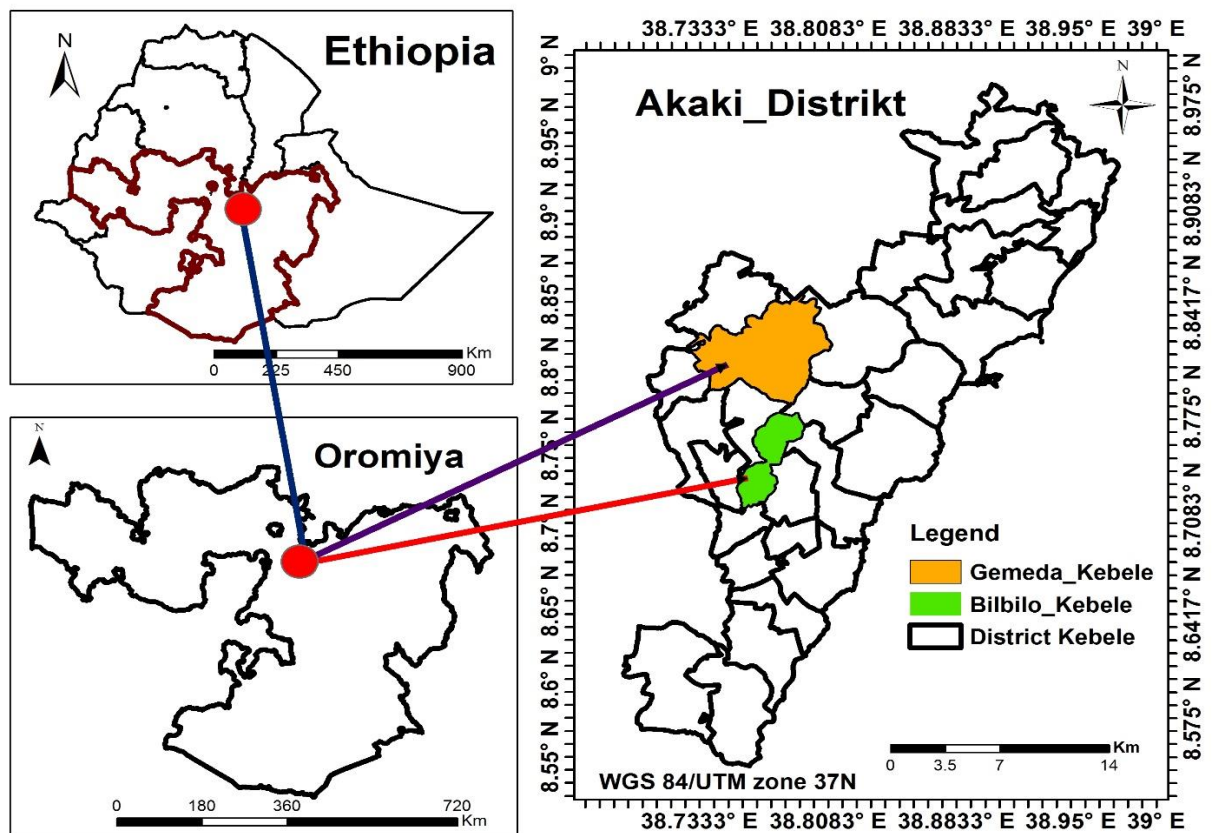 N
Ethiopia
Km
0 225 450 900
N
Oromiya
0 180 360 720
Km
38.7333° E 38.8083° E 38.8833° E 38.95° E 39° E
Akaki_Distrikt
N
9° N
8.95° N
8.9° N
8.85° N
8.8° N
8.75° N
8.7° N
8.65° N
8.6° N
8.55° N
8.975° N
8.9083° N
8.8417° N
8.775° N
8.7083° N
8.6417° N
8.575° N
Legend
Gemeda_Kebele
Bilbilo_Kebele
District Kebele
Km
0 3.5 7 14
WGS 84/UTM zone 37N
38.7333° E 38.8083° E 38.8833° E 38.95° E 39° E